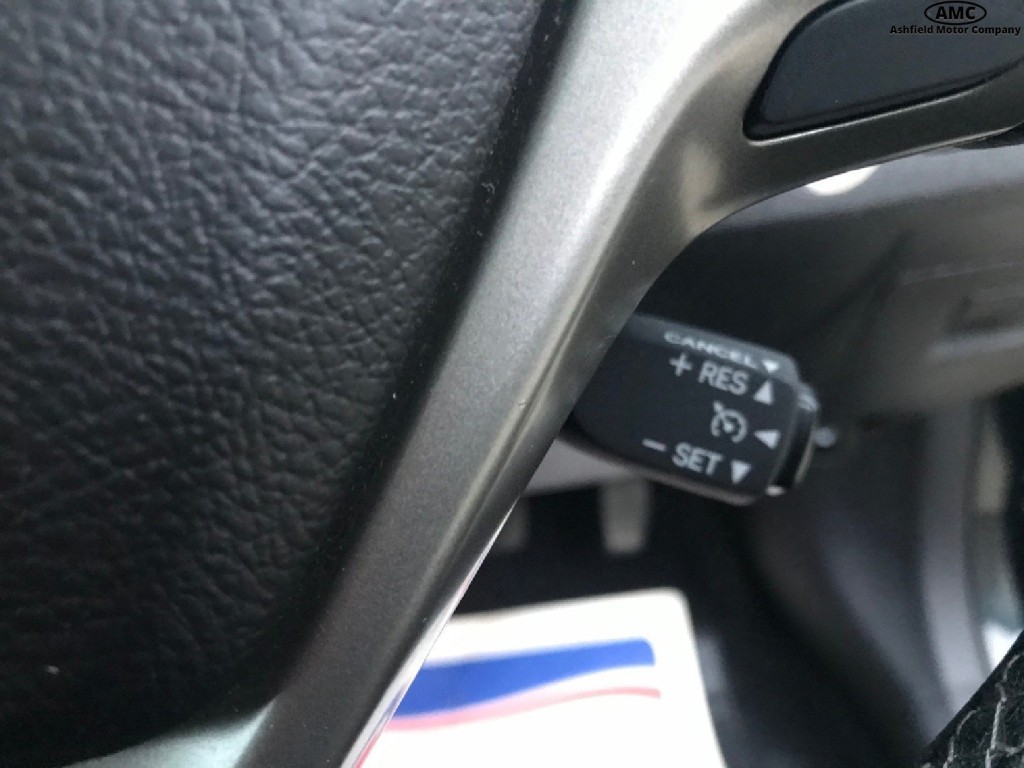 AMC
Ashfield Motor Company
CANCEL
+ RES
− SET